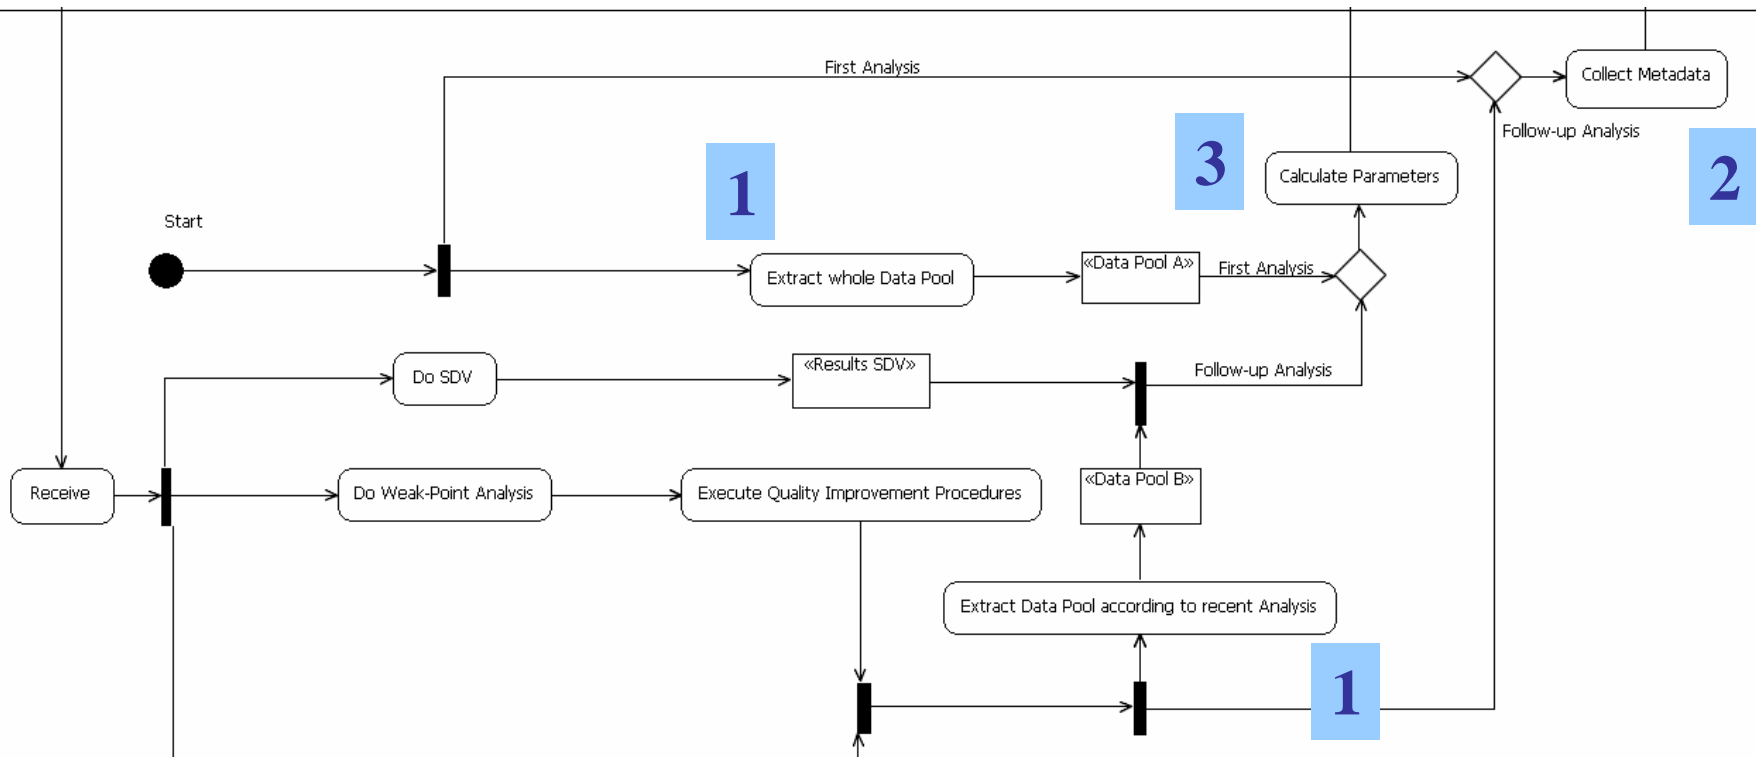 First Analysis
Collect Metadata
Follow-up Analysis
3
Calculate Parameters
2
1
Start
Extract whole Data Pool
«Data Pool A»
First Analysis
Do SDV
«Results SDV»
Follow-up Analysis
Receive
Do Weak-Point Analysis
Execute Quality Improvement Procedures
«Data Pool B»
Extract Data Pool according to recent Analysis
1